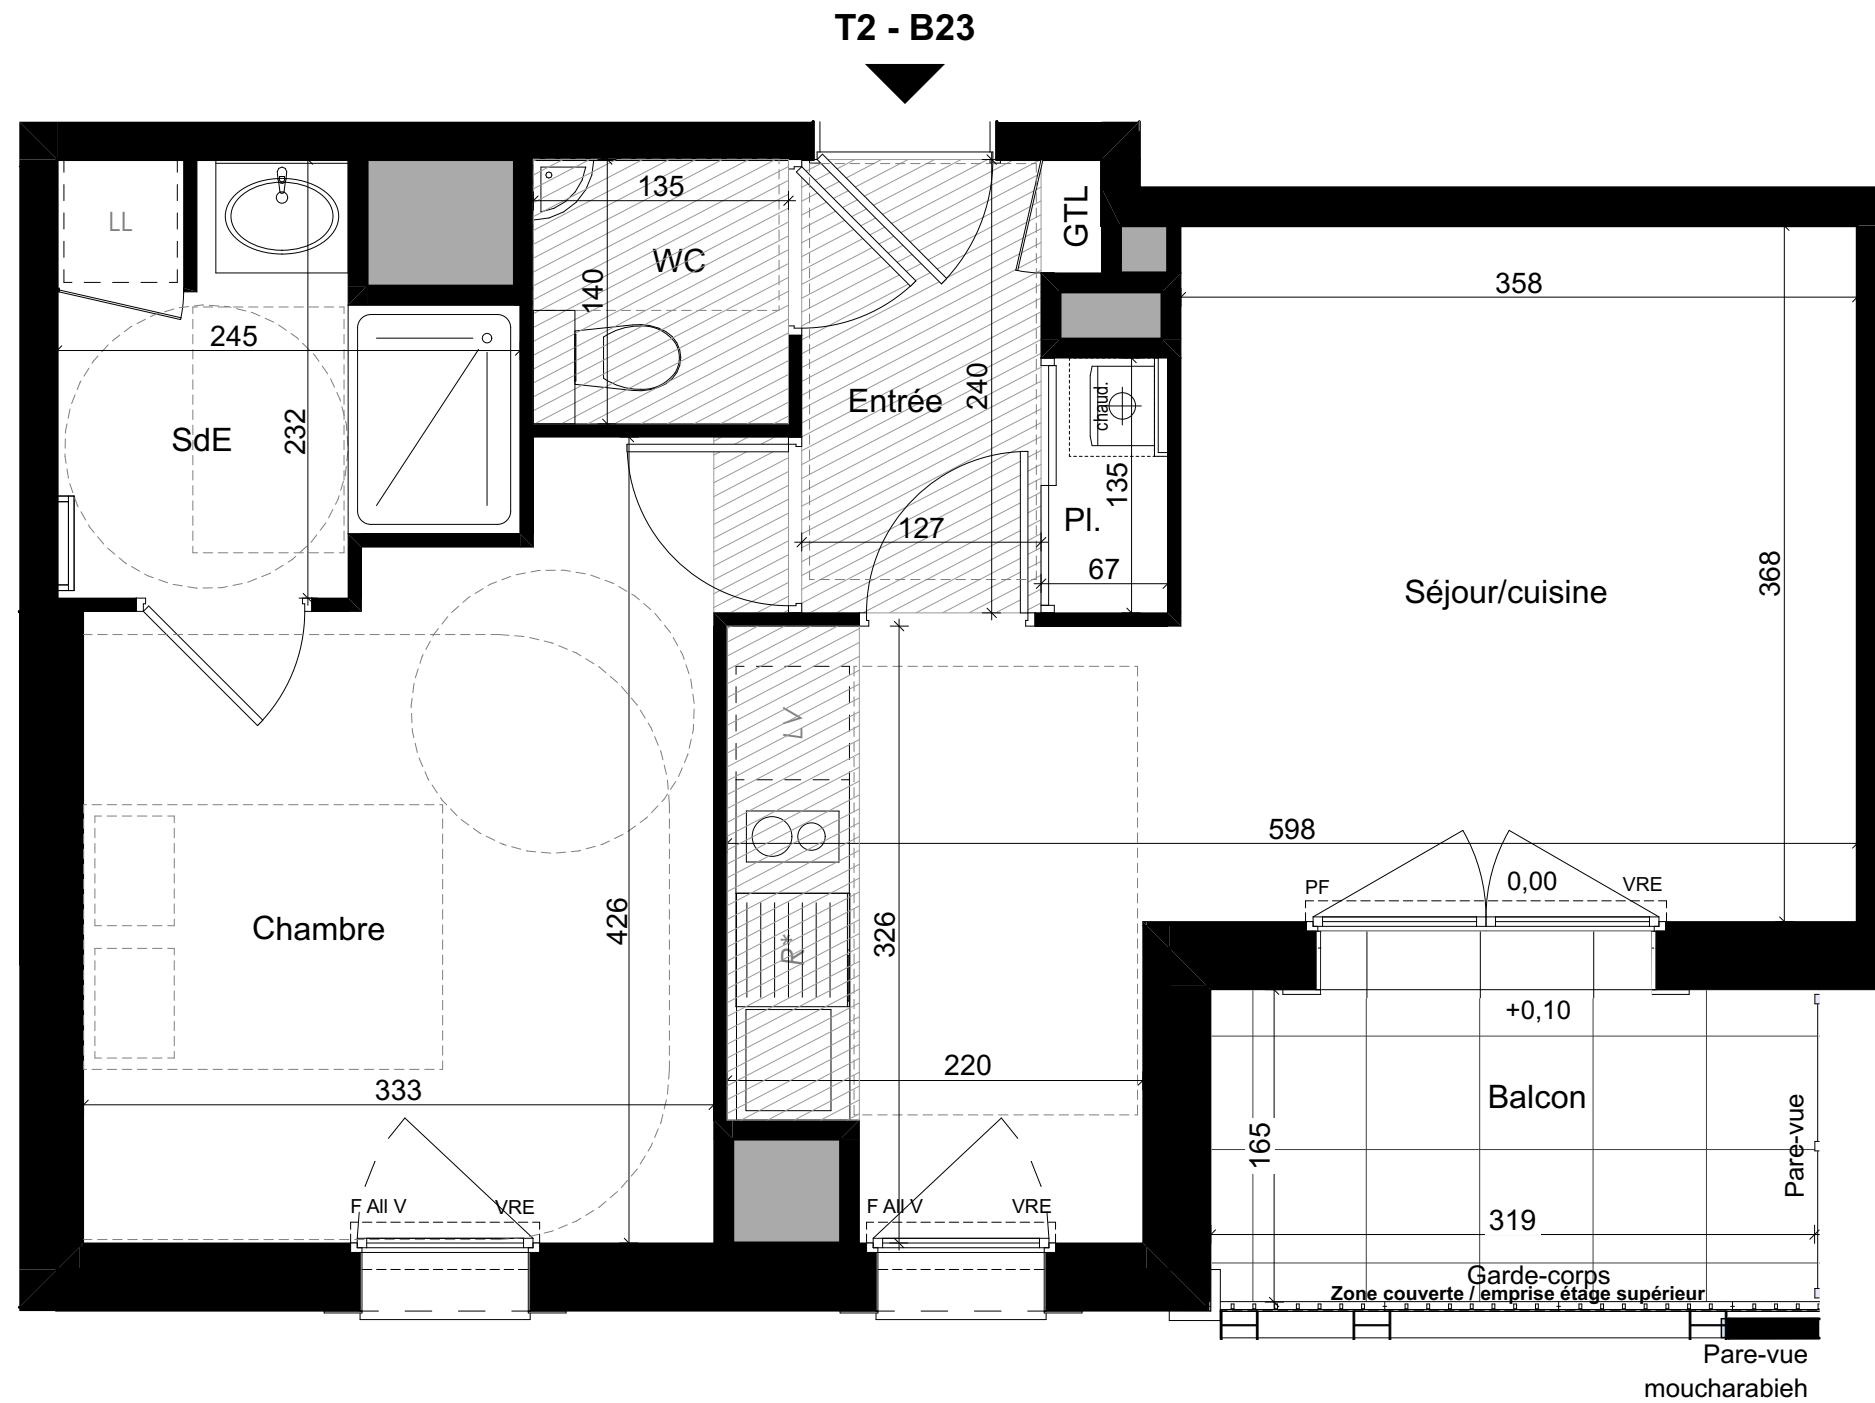 T2 - B23
LL
135
WC
140
GTL
358
245
232
SdE
Entrée
240
chaud.
135
Pl.
127
67
Séjour/cuisine
368
LV
598
PF
0,00
VRE
Chambre
426
R*
326
+0,10
220
333
Balcon
165
Pare-vue
F All V
VRE
F All V
VRE
319
Garde-corps
Zone couverte / emprise étage supérieur
Pare-vue
moucharabieh